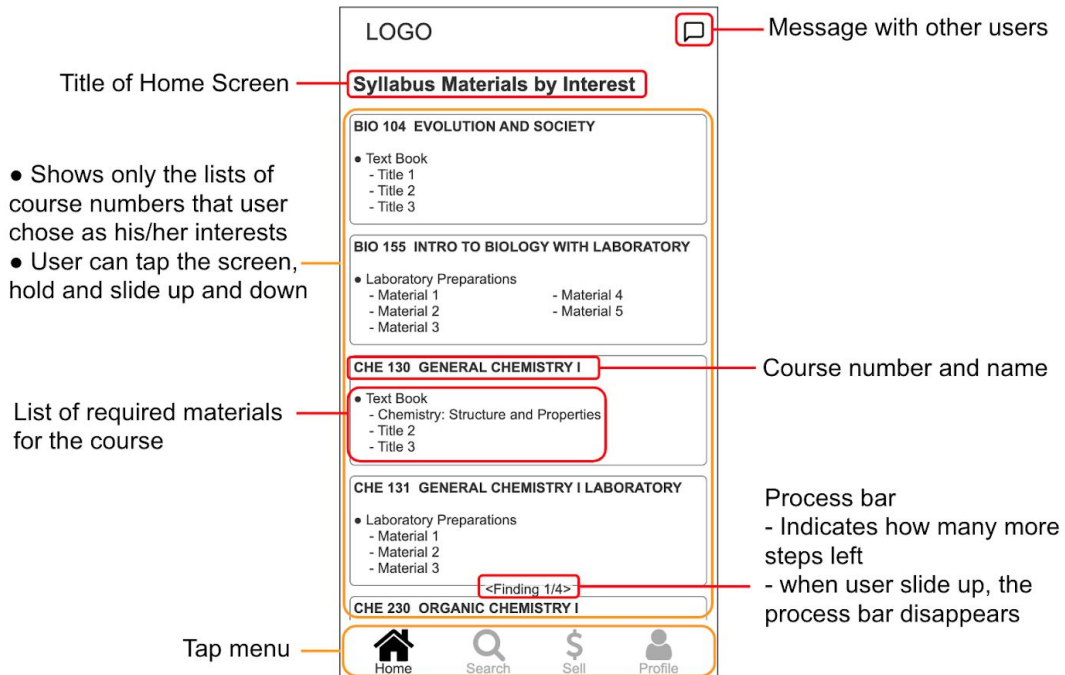 LOGO
Message with other users
Title of Home Screen
Syllabus Materials by Interest
BIO 104 EVOLUTION AND SOCIETY
● Text Book
- Title 1
- Title 2
- Title 3
● Shows only the lists of
course numbers that user
chose as his/her interests
● User can tap the screen,
hold and slide up and down
BIO 155 INTRO TO BIOLOGY WITH LABORATORY
● Laboratory Preparations
- Material 1
- Material 2
- Material 3
- Material 4
- Material 5
CHE 130 GENERAL CHEMISTRY I
Course number and name
● Text Book
- Chemistry: Structure and Properties
- Title 2
- Title 3
List of required materials
for the course
CHE 131 GENERAL CHEMISTRY I LABORATORY
● Laboratory Preparations
- Material 1
- Material 2
- Material 3
<Finding 1/4>
Process bar
- Indicates how many more
steps left
- when user slide up, the
process bar disappears
CHE 230 ORGANIC CHEMISTRY I
Tap menu
Home
Search
$
Sell
Profile